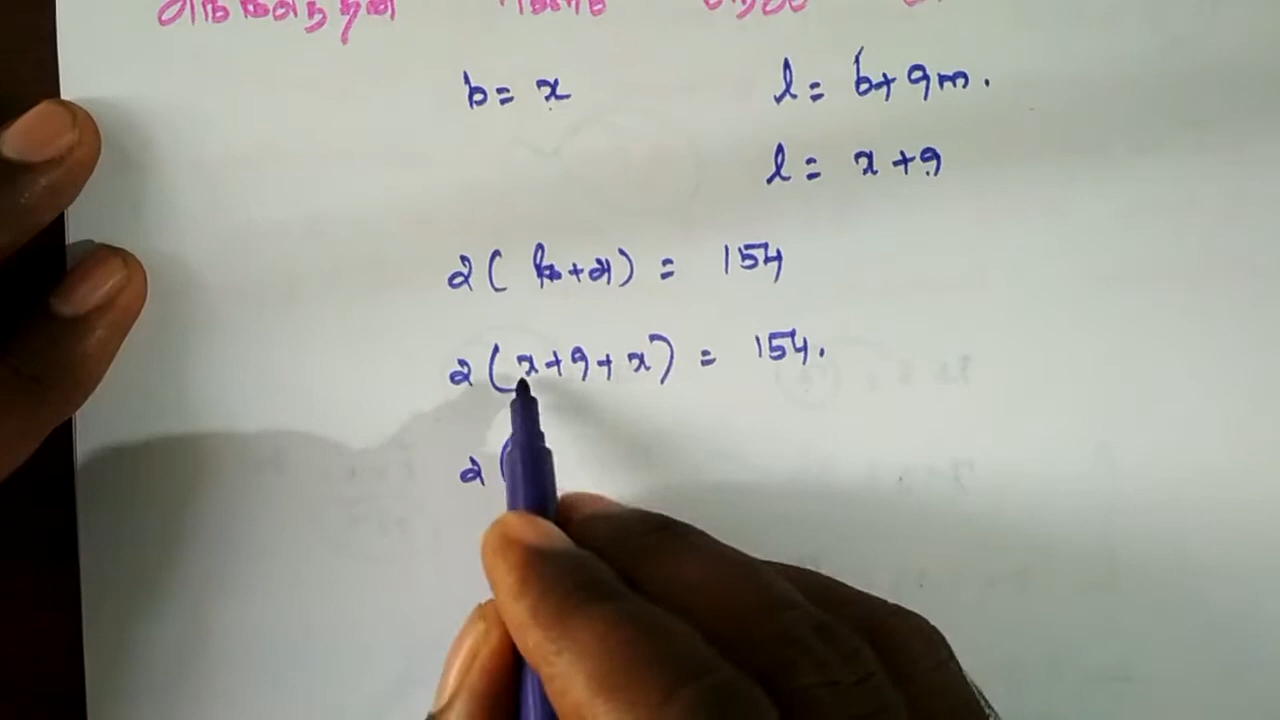 b = x
l = b + 9m.
l = x + 9
2 ( ) = 154
2 ( x + 9 + x ) = 154.
2 (